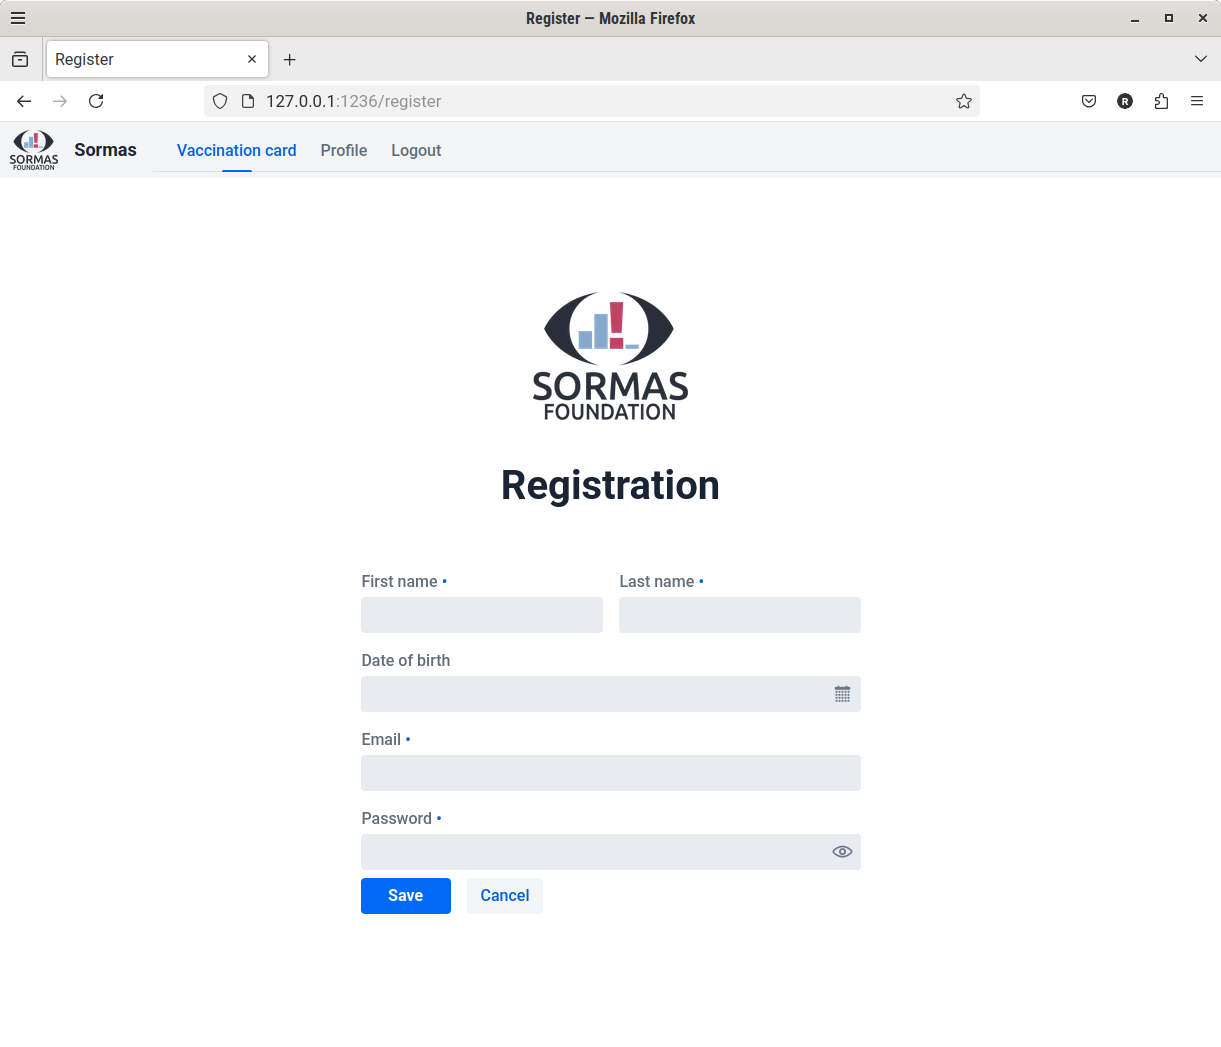 Register — Mozilla Firefox
Register
127.0.0.1:1236/register
R
SORMAS
FOUNDATION
Sormas
Vaccination card
Profile
Logout
SORMAS
FOUNDATION
Registration
First name •
Last name •
Date of birth
Email •
Password •
Save
Cancel